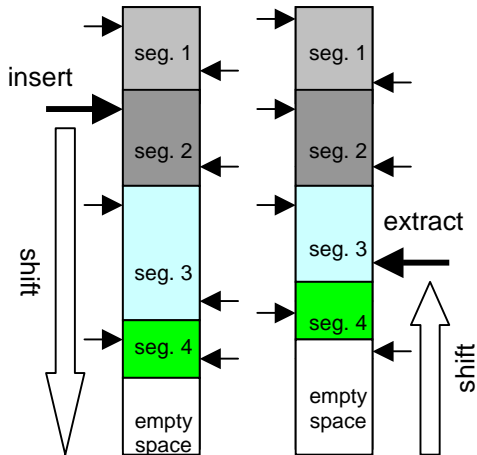 seg. 1
seg. 1
insert
seg. 2
seg. 2
extract
shift
seg. 3
seg. 3
seg. 4
seg. 4
shift
empty
space
empty
space